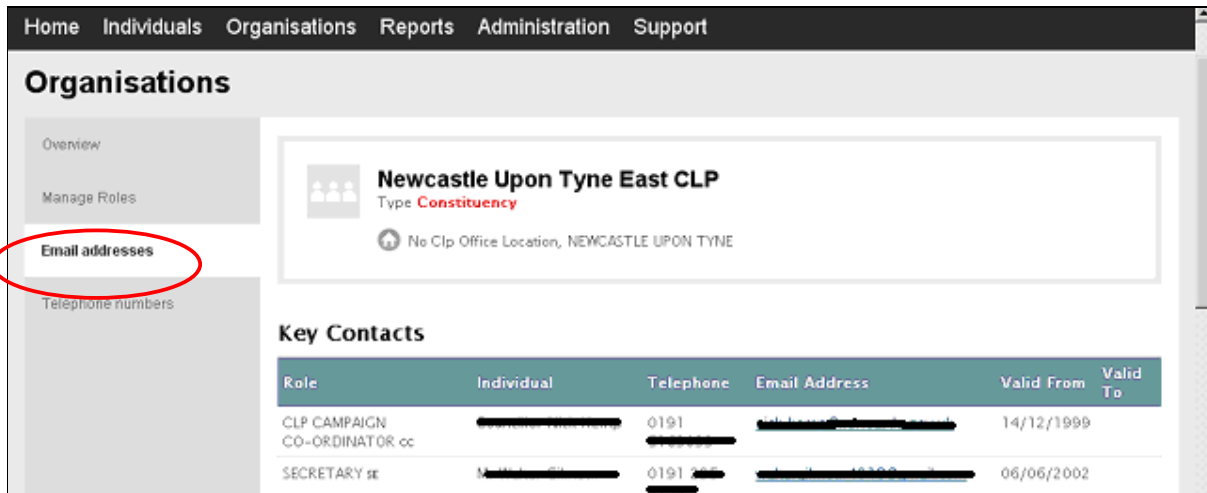 Home Individuals Organisations Reports Administration Support
Organisations
Overview
Manage Roles
Email addresses
Telephone numbers
Newcastle Upon Tyne East CLP
Type Constituency
No Clp Office Location, NEWCASTLE UPON TYNE
Key Contacts
Role Individual Telephone Email Address Valid From Valid To
CLP CAMPAIGN CO-ORDINATOR cc 0191 14/12/1999
SECRETARY SE 0191 06/06/2002